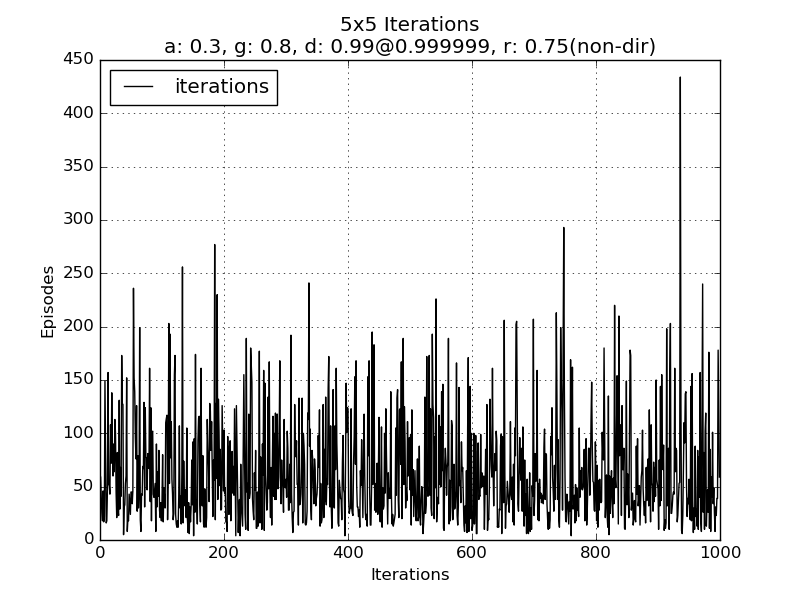 5x5 Iterations
a: 0.3, g: 0.8, d: 0.99@0.999999, r: 0.75(non-dir)
iterations
450
400
350
300
250
200
150
100
50
0
Episodes
0 200 400 600 800 1000
Iterations